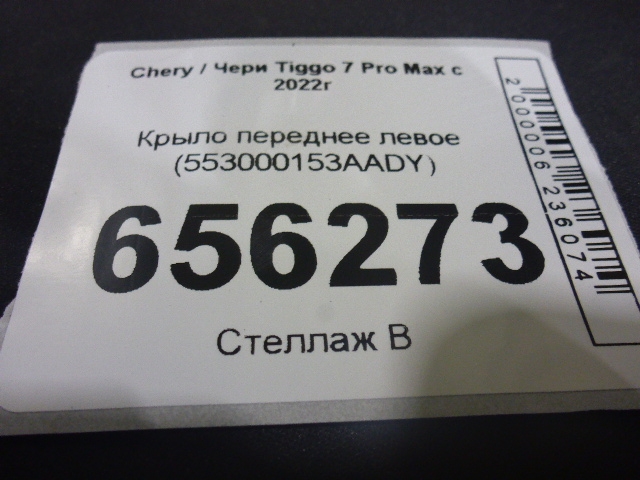 Chery / Чери Tiggo 7 Pro Max с
2022г
Крыло переднее левое
(553000153AADY)
656273
Стеллаж В
2000006236074